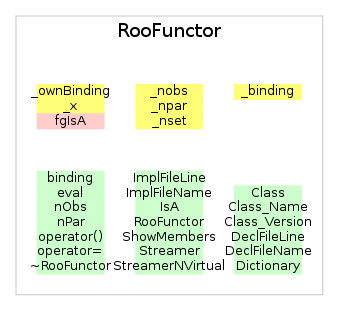 RooFunctor
_ownBinding
_x
fgIsA
_nobs
_npar
_nset
_binding
binding
eval
nObs
nPar
operator()
operator=
~RooFunctor
ImplFileLine
ImplFileName
IsA
RooFunctor
ShowMembers
Streamer
StreamerNVirtual
Class
Class_Name
Class_Version
DeclFileLine
DeclFileName
Dictionary